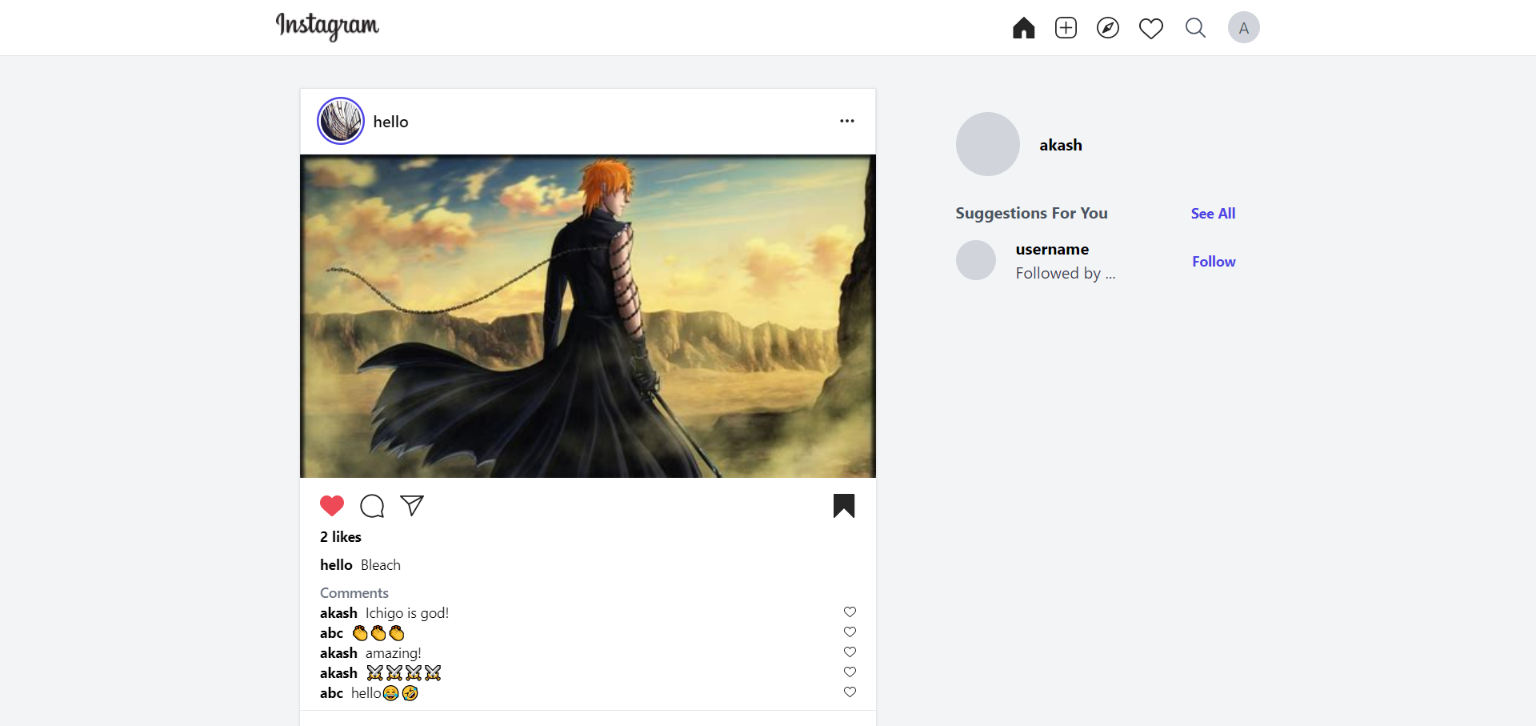 Instagram
A
hello
akash
Suggestions For You
See All
username
Followed by ...
Follow
2 likes
hello Bleach
Comments
akash Ichigo is god!
abc 👏👏👏
akash amazing!
akash ⚔⚔⚔⚔
abc hello😂🤣